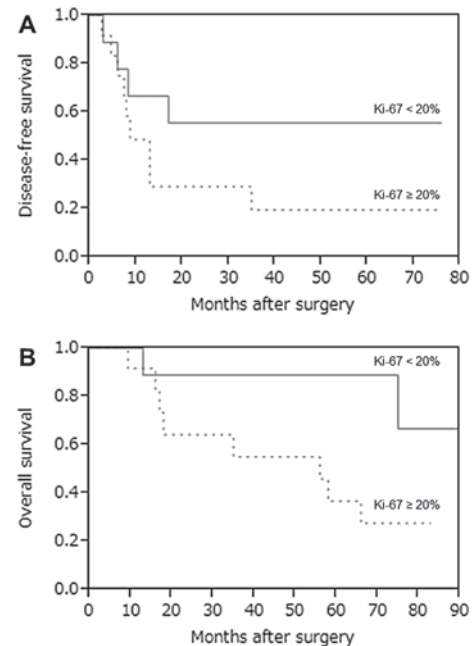 A
1.0
0.8
0.6
0.4
0.2
0.0
Disease-free survival
Ki-67 < 20%
Ki-67 ≥ 20%
0 10 20 30 40 50 60 70 80
Months after surgery
B
1.0
0.8
0.6
0.4
0.2
0.0
Overall survival
Ki-67 < 20%
Ki-67 ≥ 20%
0 10 20 30 40 50 60 70 80 90
Months after surgery